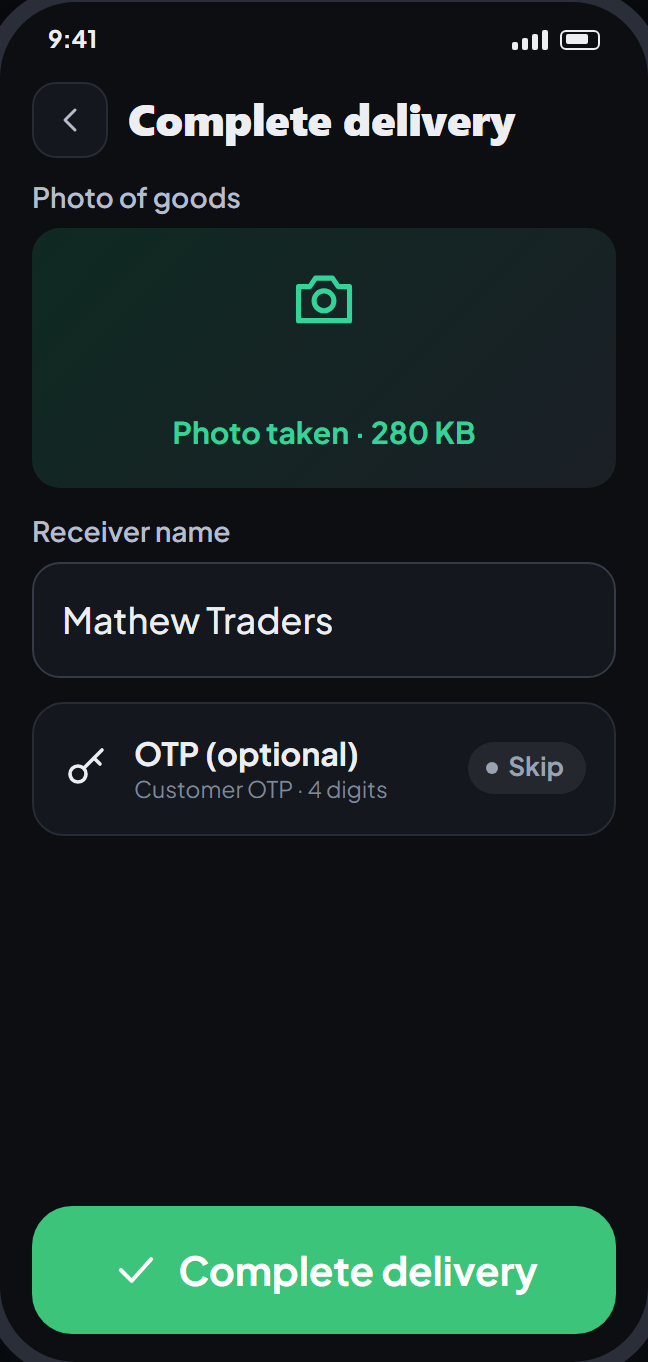 9:41
Complete delivery
Photo of goods
Photo taken · 280 KB
Receiver name
Mathew Traders
OTP (optional)
Customer OTP · 4 digits
Skip
Complete delivery